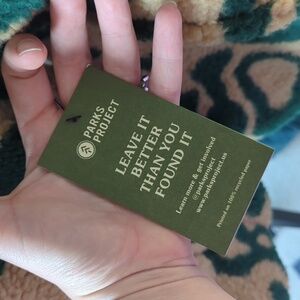 PARKS
PROJECT
LEAVE IT
BETTER
THAN YOU
FOUND IT
Learn more & get involved
@parksproject
www.parksproject.us
Printed on 100% recycled paper